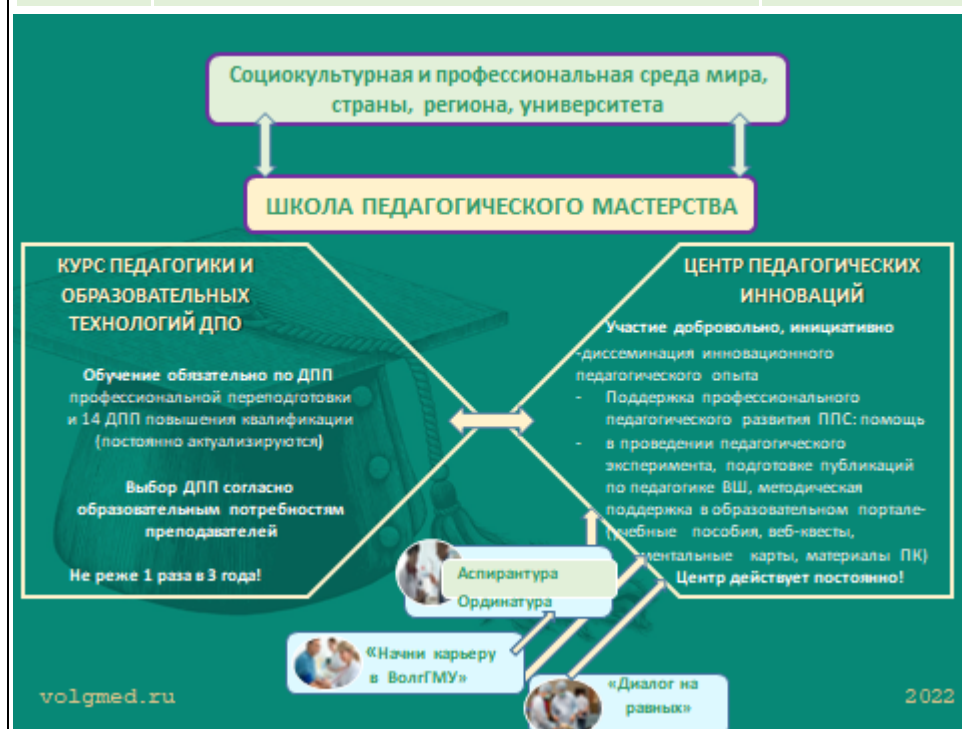 Социокультурная и профессиональная среда мира,
страны, региона, университета
ШКОЛА ПЕДАГОГИЧЕСКОГО МАСТЕРСТВА
КУРС ПЕДАГОГИКИ И
ОБРАЗОВАТЕЛЬНЫХ
ТЕХНОЛОГИЙ ДПО
Обучение обязательно по ДПП
профессиональной переподготовки
и 14 ДПП повышения квалификации
(постоянно актуализируются)
Выбор ДПП согласно
образовательным потребностям
преподавателей
Не реже 1 раза в 3 года!
ЦЕНТР ПЕДАГОГИЧЕСКИХ
ИННОВАЦИЙ
Участие добровольно, инициативно
-диссеминация инновационного
педагогического опыта
- Поддержка профессионального
педагогического развития ППС: помощь
- в проведении педагогического
эксперимента, подготовке публикаций
по педагогике ВШ, методическая
поддержка в образовательном портале-
(учебные пособия, веб-квесты,
карты, материалы ПК)
Центр действует постоянно!
Аспирантура
Ординатура
«Начни карьеру
в ВолгГМУ»
«Диалог на
равных»
volgmed.ru
2022